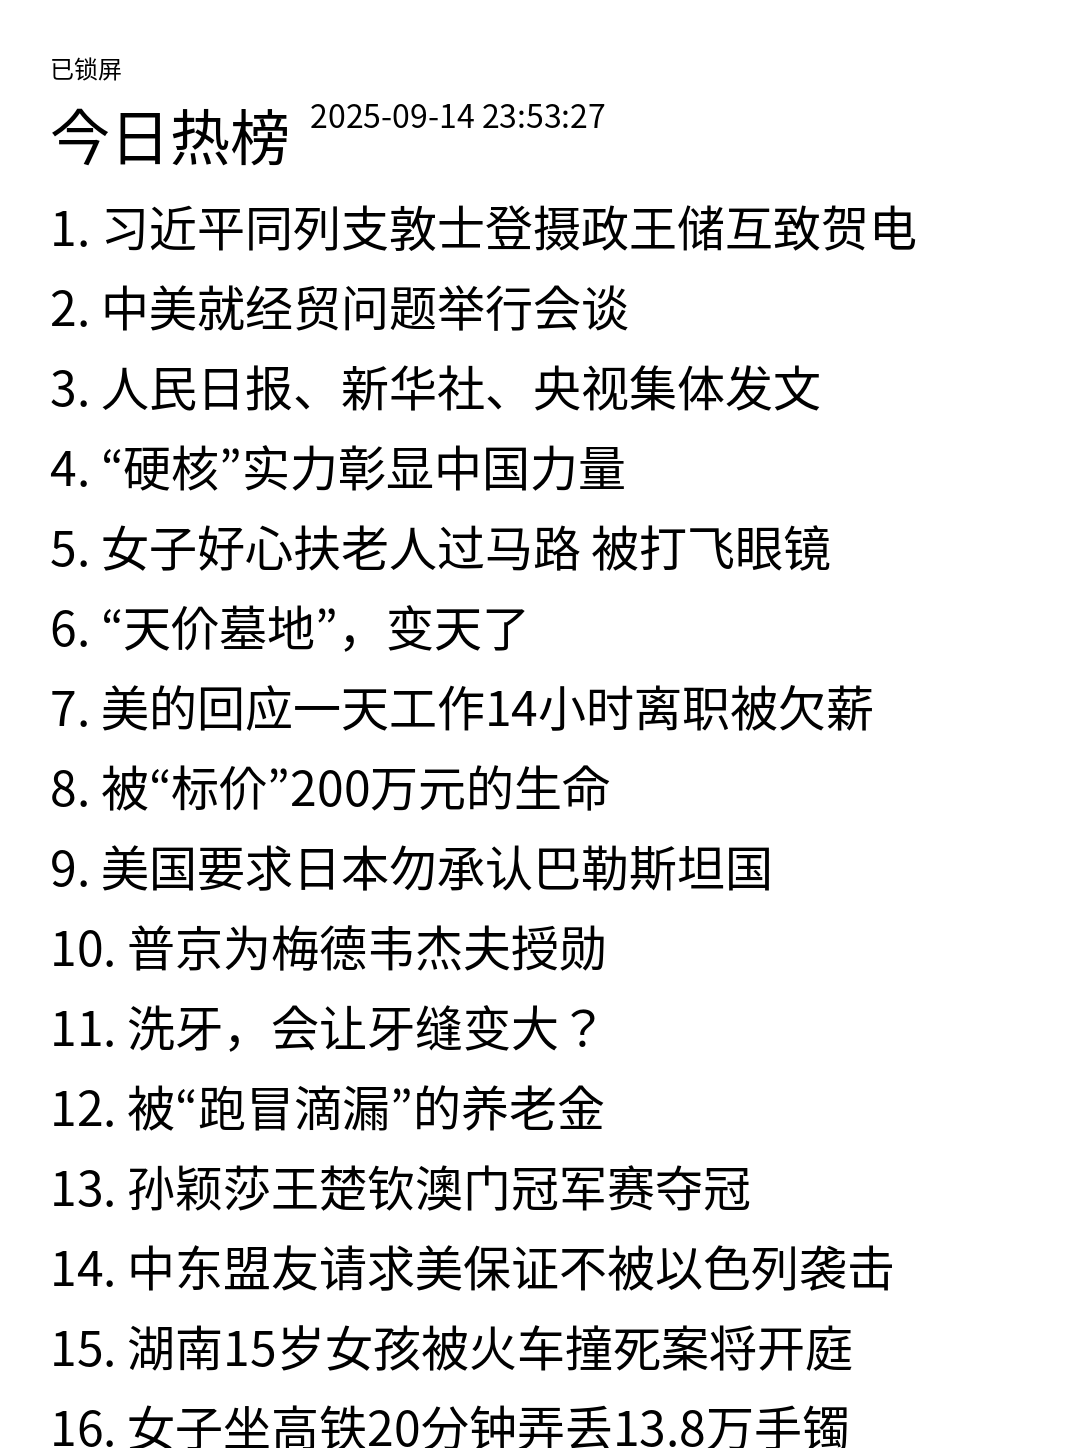 已锁屏
今日热榜 2025-09-14 23:53:27
1. 习近平同列支敦士登摄政王储互致贺电
2. 中美就经贸问题举行会谈
3. 人民日报、新华社、央视集体发文
4. “硬核”实力彰显中国力量
5. 女子好心扶老人过马路 被打飞眼镜
6. “天价墓地”，变天了
7. 美的回应一天工作14小时离职被欠薪
8. 被“标价”200万元的生命
9. 美国要求日本勿承认巴勒斯坦国
10. 普京为梅德韦杰夫授勋
11. 洗牙，会让牙缝变大？
12. 被“跑冒滴漏”的养老金
13. 孙颖莎王楚钦澳门冠军赛夺冠
14. 中东盟友请求美保证不被以色列袭击
15. 湖南15岁女孩被火车撞死案将开庭
16. 女子坐高铁20分钟弄丢13.8万手镯